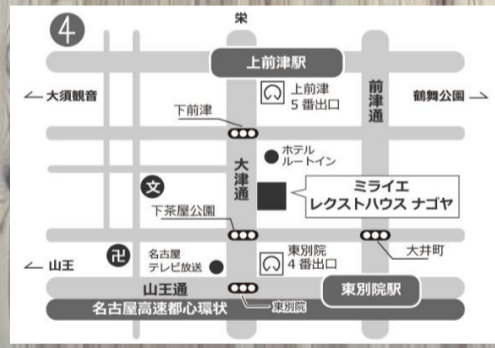 栄
4
上前津駅
← 大須観音
上前津
5番出口
前津通
鶴舞公園 →
下前津
ホテル
ルートイン
大津通
文
ミライエ
レクストハウス ナゴヤ
下茶屋公園
← 山王
卍
名古屋
テレビ放送
東別院
4番出口
大井町
山王通
東別院
東別院駅
名古屋高速都心環状